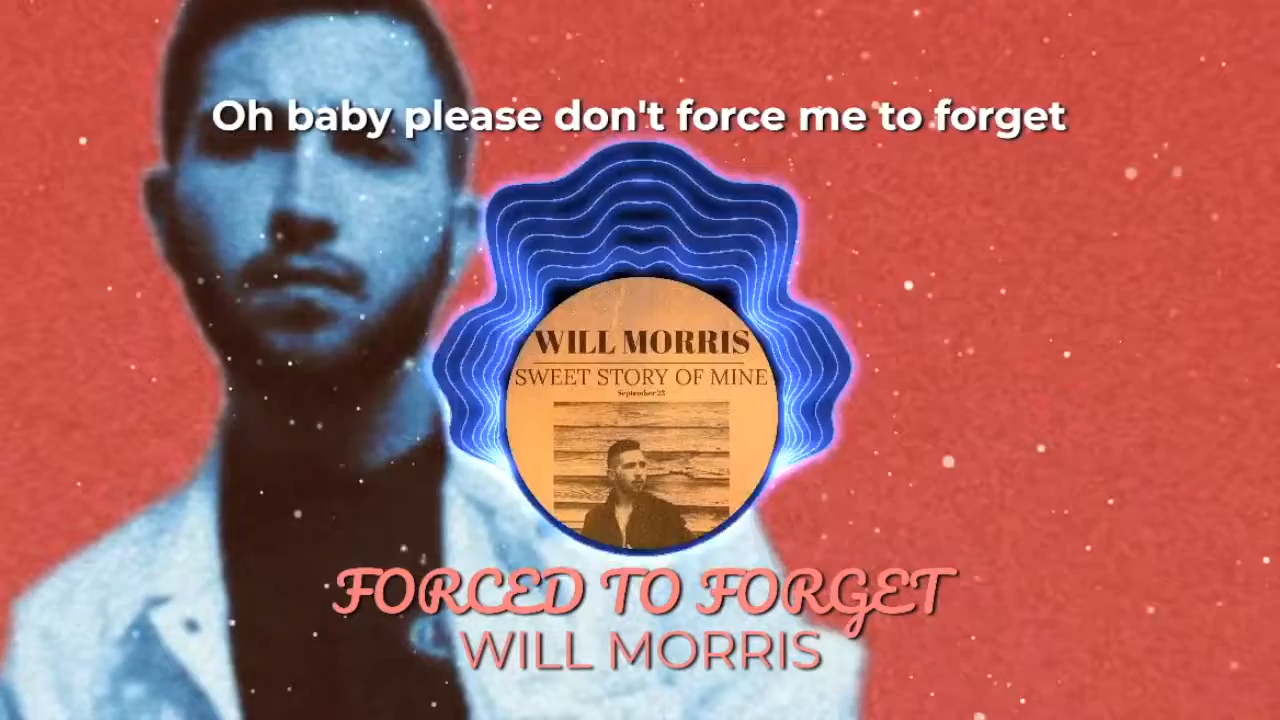 Oh baby please don't force me to forget
WILL MORRIS
SWEET STORY OF MINE
September 23
FORCED TO FORGET
WILL MORRIS